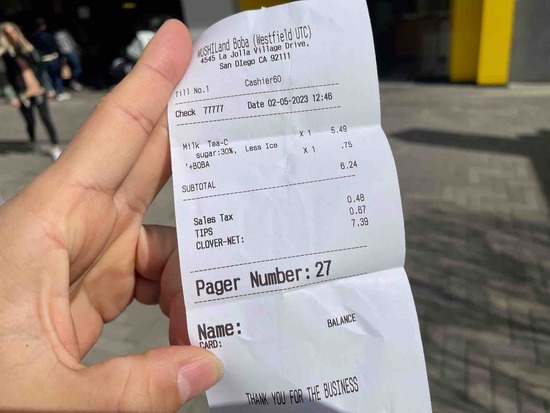 WUSHILand Boba (Westfield UTC)
4545 La Jolla Village Drive,
San Diego CA 92111
Till No.1 Cashier60
Check 77777 Date 02-05-2023 12:46
Milk Tea-C X 1 5.49
sugar:30%, Less Ice
'+BOBA X 1 .75
SUBTOTAL 6.24
Sales Tax 0.48
TIPS 0.67
CLOVER-NET: 7.39
Pager Number: 27
Name:
CARD: BALANCE
THANK YOU FOR THE BUSINESS